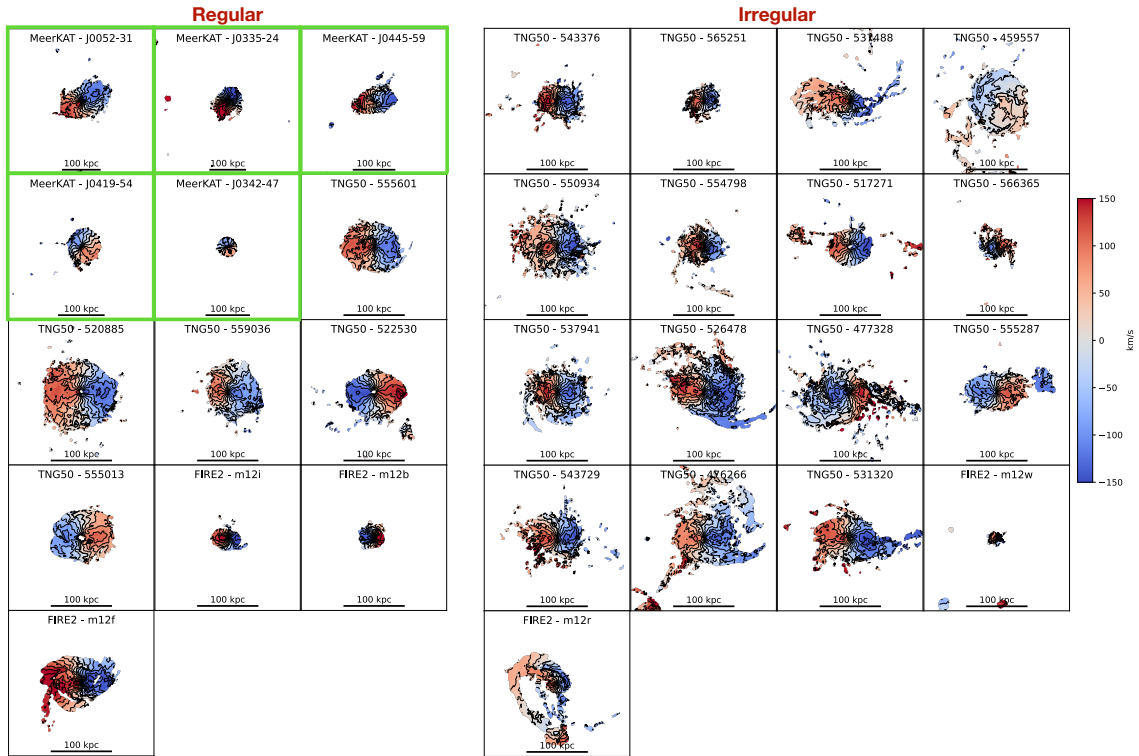 Regular
MeerKAT - J0052-31
MeerKAT - J0335-24
MeerKAT - J0445-59
100 kpc
100 kpc
100 kpc
MeerKAT - J0419-54
MeerKAT - J0342-47
TNG50 - 555601
100 kpc
100 kpc
100 kpc
TNG50 - 520885
TNG50 - 559036
TNG50 - 522530
100 kpc
100 kpc
100 kpc
TNG50 - 555013
FIRE2 - m12i
FIRE2 - m12b
100 kpc
100 kpc
100 kpc
FIRE2 - m12f
100 kpc
Irregular
TNG50 - 543376
TNG50 - 565251
TNG50 - 531488
TNG50 - 459557
100 kpc
100 kpc
100 kpc
100 kpc
TNG50 - 550934
TNG50 - 554798
TNG50 - 517271
TNG50 - 566365
100 kpc
100 kpc
100 kpc
100 kpc
TNG50 - 537941
TNG50 - 526478
TNG50 - 477328
TNG50 - 555287
100 kpc
100 kpc
100 kpc
100 kpc
TNG50 - 543729
TNG50 - 476266
TNG50 - 531320
FIRE2 - m12w
100 kpc
100 kpc
100 kpc
100 kpc
FIRE2 - m12r
100 kpc
150
100
50
0
−50
−100
−150
km/s